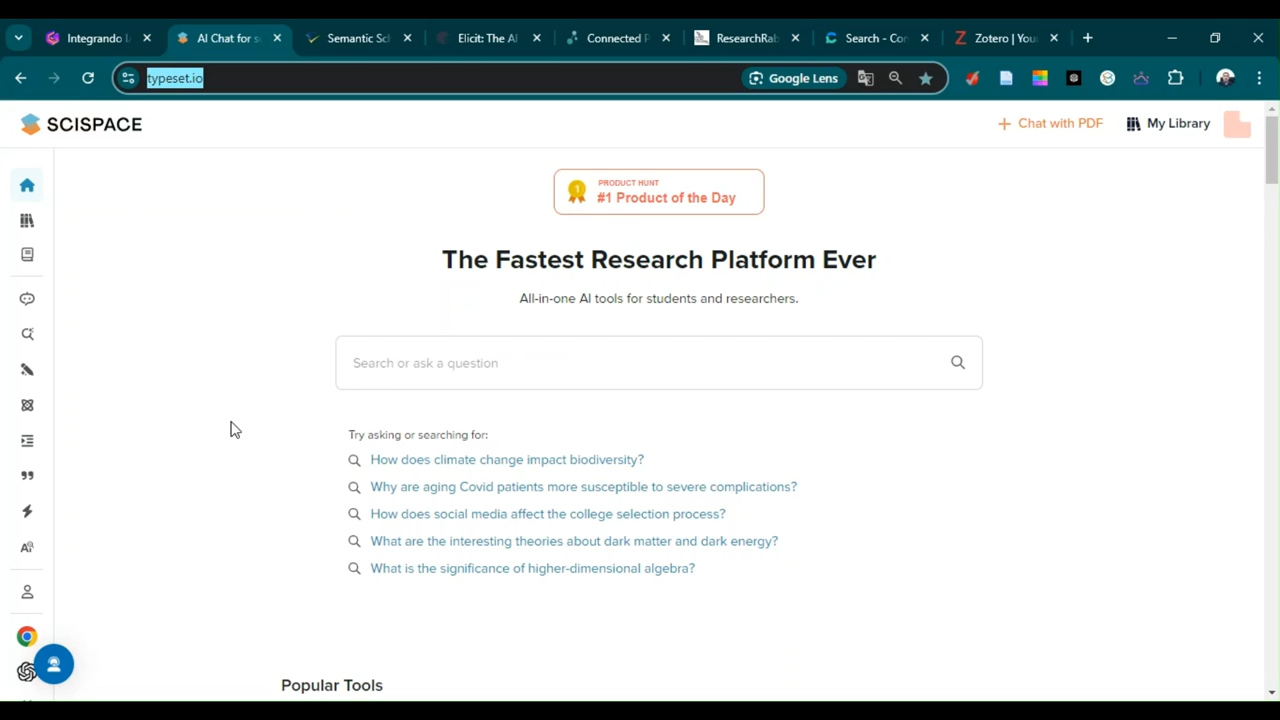 Integrando l
AI Chat for s
Semantic Sc
Elicit: The AI
Connected P
ResearchRab
Search - Con
Zotero | Your
typeset.io
Google Lens
SCISPACE
Chat with PDF
My Library
PRODUCT HUNT
#1 Product of the Day
The Fastest Research Platform Ever
All-in-one AI tools for students and researchers.
Search or ask a question
Try asking or searching for:
How does climate change impact biodiversity?
Why are aging Covid patients more susceptible to severe complications?
How does social media affect the college selection process?
What are the interesting theories about dark matter and dark energy?
What is the significance of higher-dimensional algebra?
Popular Tools